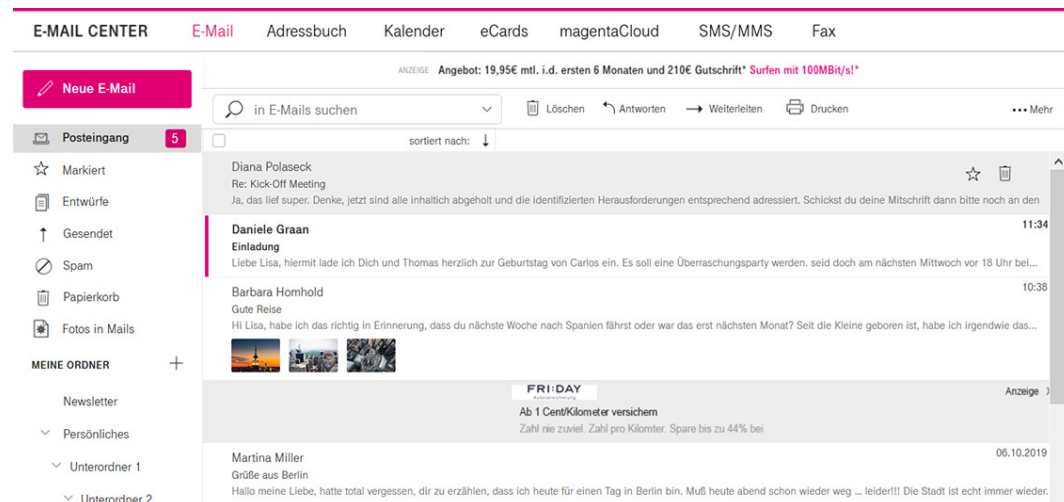 E-MAIL CENTER E-Mail Adressbuch Kalender eCards magentaCloud SMS/MMS Fax
ANZEIGE Angebot: 19,95€ mtl. i.d. ersten 6 Monaten und 210€ Gutschrift* Surfen mit 100MBit/s!*
Neue E-Mail
in E-Mails suchen Löschen Antworten Weiterleiten Drucken ••• Mehr
Posteingang 5
Markiert
Entwürfe
Gesendet
Spam
Papierkorb
Fotos in Mails
MEINE ORDNER
Newsletter
Persönliches
Unterordner 1
Unterordner 2
sortiert nach:
Diana Polaseck
Re: Kick-Off Meeting
Ja, das lief super. Denke, jetzt sind alle inhaltlich abgeholt und die identifizierten Herausforderungen entsprechend adressiert. Schickst du deine Mitschrift dann bitte noch an den
Daniele Graan 11:34
Einladung
Liebe Lisa, hiermit lade ich Dich und Thomas herzlich zur Geburtstag von Carlos ein. Es soll eine Überraschungsparty werden. seid doch am nächsten Mittwoch vor 18 Uhr bei...
Barbara Homhold 10:38
Gute Reise
Hi Lisa, habe ich das richtig in Erinnerung, dass du nächste Woche nach Spanien fährst oder war das erst nächsten Monat? Seit die Kleine geboren ist, habe ich irgendwie das...
FRI:DAY Anzeige
Autoversicherung
Ab 1 Cent/Kilometer versichern
Zahl nie zuviel. Zahl pro Kilomter. Spare bis zu 44% bei
Martina Miller 06.10.2019
Grüße aus Berlin
Hallo meine Liebe, hatte total vergessen, dir zu erzählen, dass ich heute für einen Tag in Berlin bin. Muß heute abend schon wieder weg ... leider!!! Die Stadt ist echt immer wieder.